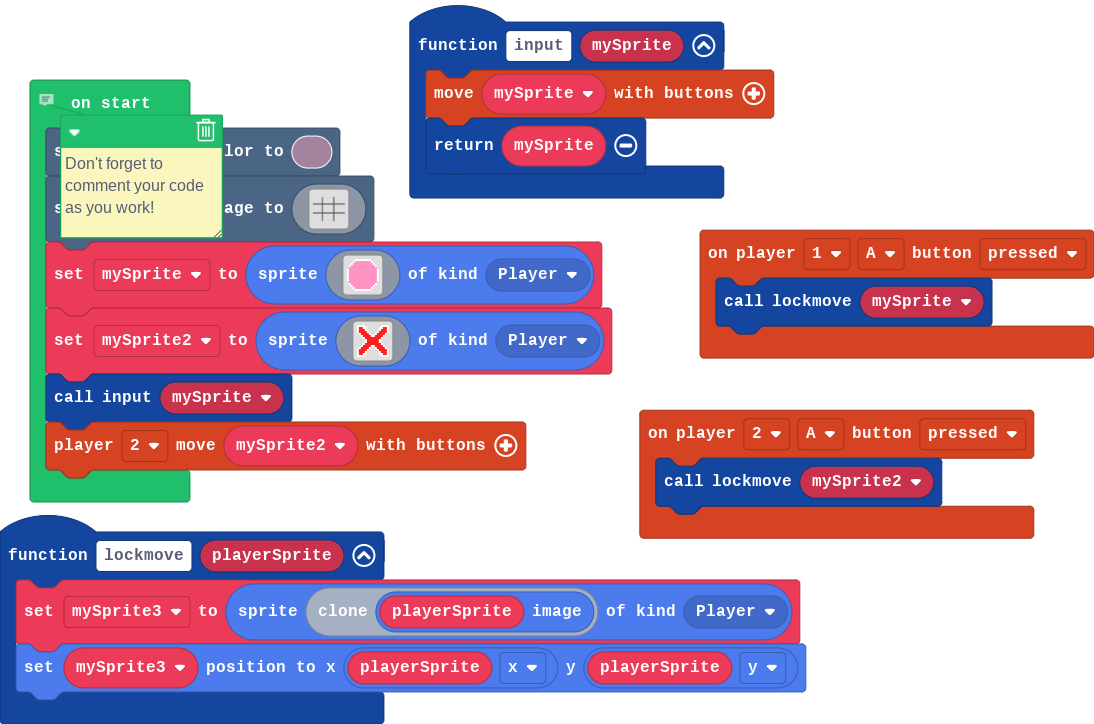 function input mySprite
move mySprite with buttons
return mySprite
on start
lor to
Don't forget to
comment your code
as you work!
age to
set mySprite to sprite of kind Player
set mySprite2 to sprite of kind Player
call input mySprite
player 2 move mySprite2 with buttons
on player 1 A button pressed
call lockmove mySprite
on player 2 A button pressed
call lockmove mySprite2
function lockmove playerSprite
set mySprite3 to sprite clone playerSprite image of kind Player
set mySprite3 position to x playerSprite x y playerSprite y